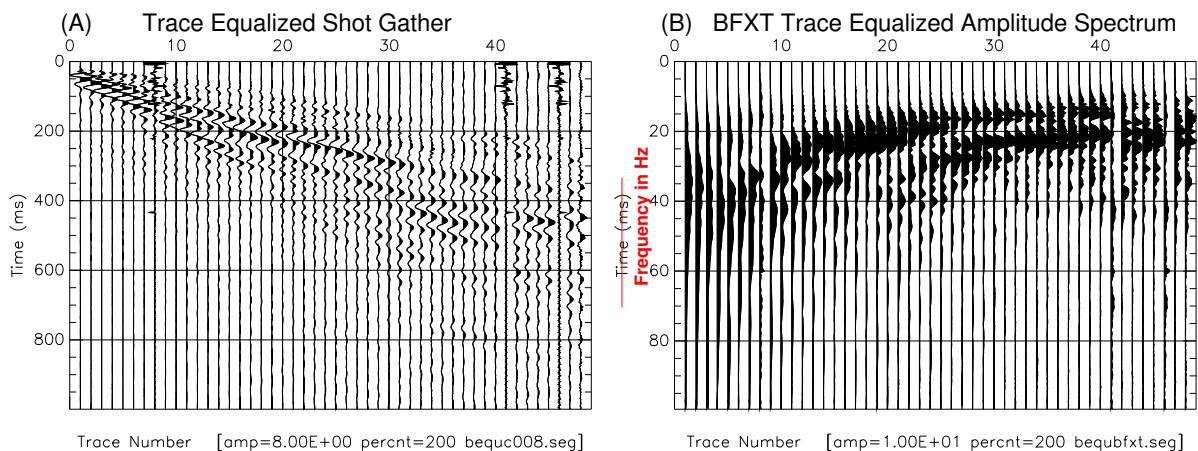 (A) Trace Equalized Shot Gather
0 10 20 30 40
0
200
400
600
800
Time (ms)
Trace Number [amp=8.00E+00 percnt=200 bequc008.seg]
(B) BFXT Trace Equalized Amplitude Spectrum
0 10 20 30 40
0
20
40
60
80
Time (ms)
Frequency in Hz
Trace Number [amp=1.00E+01 percnt=200 bequbfxt.seg]